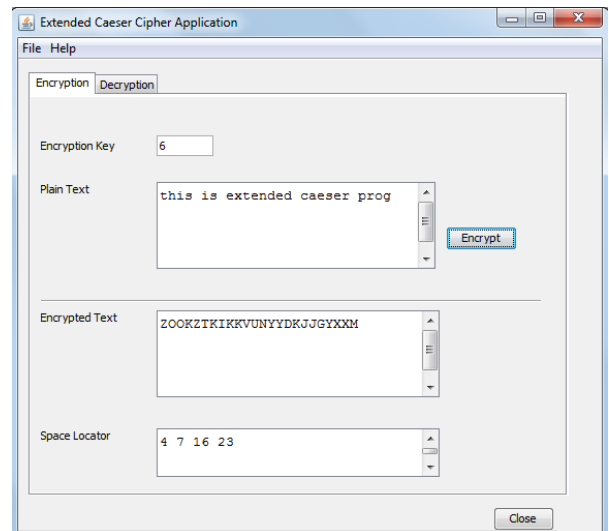 Extended Caeser Cipher Application
File Help
Encryption Decryption
Encryption Key 6
Plain Text this is extended caeser prog
Encrypt
Encrypted Text ZOOKZTKIKKVUNYYDKJJGYXXM
Space Locator 4 7 16 23
Close